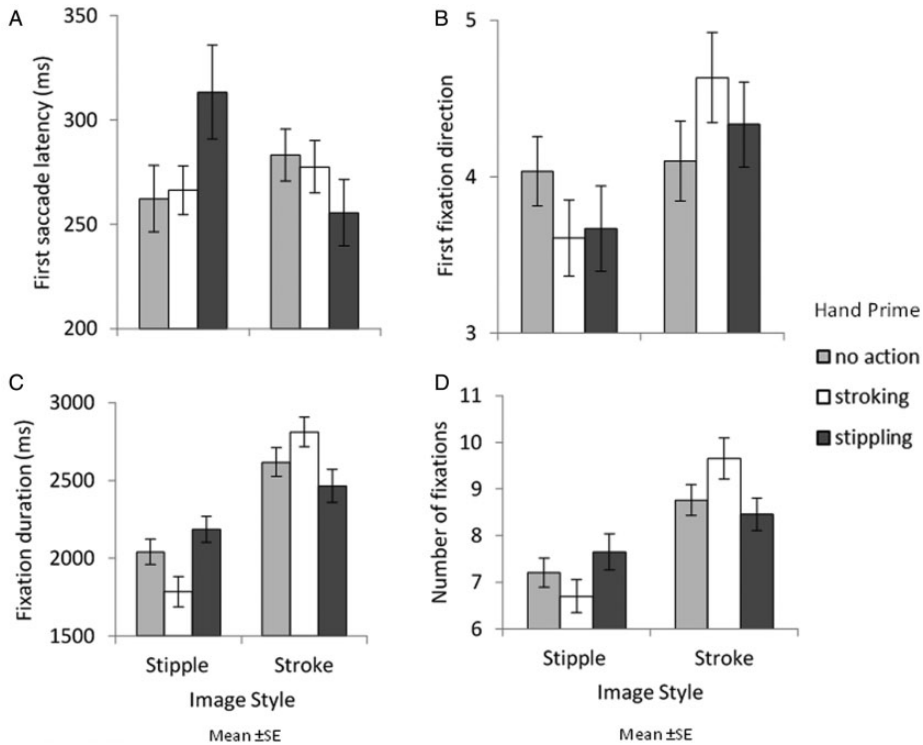 A
First saccade latency (ms)
350
300
250
200
B
First fixation direction
5
4
3
Hand Prime
no action
stroking
stippling
C
Fixation duration (ms)
3000
2500
2000
1500
Stipple Stroke
Image Style
Mean ±SE
D
Number of fixations
11
10
9
8
7
6
Stipple Stroke
Image Style
Mean ±SE